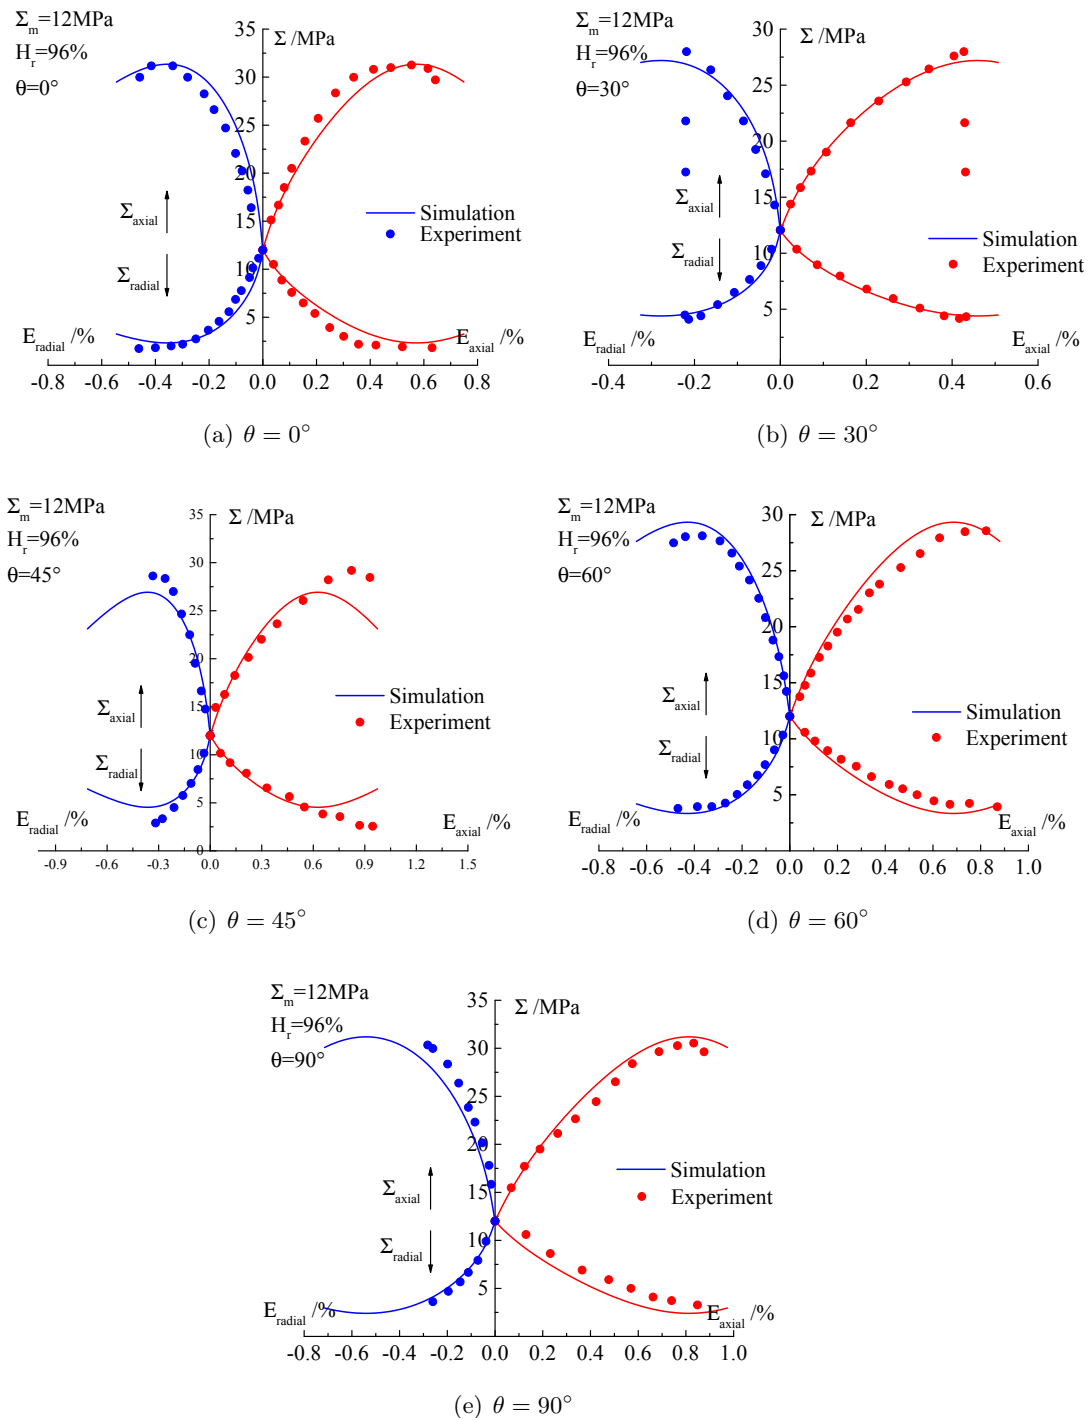 Σm=12MPa
Hr=96%
θ=0°
Σ /MPa
35
30
25
20
15
10
5
0
Σaxial
Σradial
Simulation
Experiment
Eradial /%
Eaxial /%
-0.8 -0.6 -0.4 -0.2 0.0 0.2 0.4 0.6 0.8
(a) θ = 0°
Σm=12MPa
Hr=96%
θ=30°
Σ /MPa
30
25
20
15
10
5
Σaxial
Σradial
Simulation
Experiment
Eradial /%
Eaxial /%
-0.4 -0.2 0.0 0.2 0.4 0.6
(b) θ = 30°
Σm=12MPa
Hr=96%
θ=45°
Σ /MPa
35
30
25
20
15
10
5
0
Σaxial
Σradial
Simulation
Experiment
Eradial /%
Eaxial /%
-0.9 -0.6 -0.3 0.0 0.3 0.6 0.9 1.2 1.5
(c) θ = 45°
Σm=12MPa
Hr=96%
θ=60°
Σ /MPa
30
25
20
15
10
5
Σaxial
Σradial
Simulation
Experiment
Eradial /%
Eaxial /%
-0.8 -0.6 -0.4 -0.2 0.0 0.2 0.4 0.6 0.8 1.0
(d) θ = 60°
Σm=12MPa
Hr=96%
θ=90°
Σ /MPa
35
30
25
20
15
10
5
Σaxial
Σradial
Simulation
Experiment
Eradial /%
Eaxial /%
-0.8 -0.6 -0.4 -0.2 0.0 0.2 0.4 0.6 0.8 1.0
(e) θ = 90°